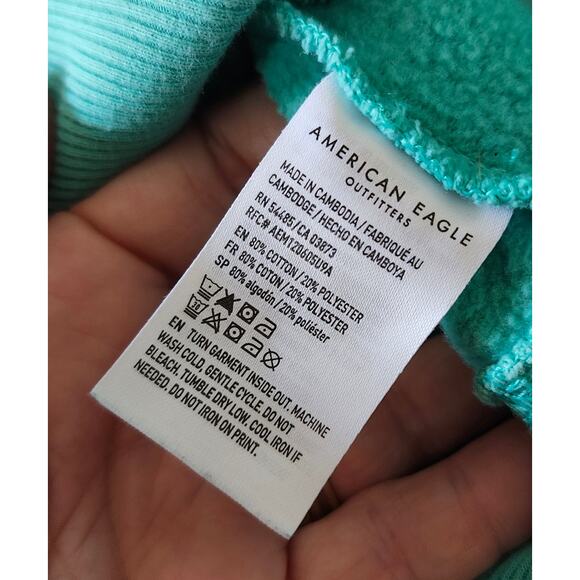 AMERICAN EAGLE
OUTFITTERS
MADE IN CAMBODIA / FABRIQUÉ AU
CAMBODGE / HECHO EN CAMBOYA
RN 54485 / CA 03873
RFC# AEM120605U9A
EN 80% COTTON / 20% POLYESTER
FR 80% COTON / 20% POLYESTER
SP 80% algodón / 20% poliéster
30
EN TURN GARMENT INSIDE OUT. MACHINE
WASH COLD, GENTLE CYCLE. DO NOT
BLEACH. TUMBLE DRY LOW. COOL IRON IF
NEEDED. DO NOT IRON ON PRINT.